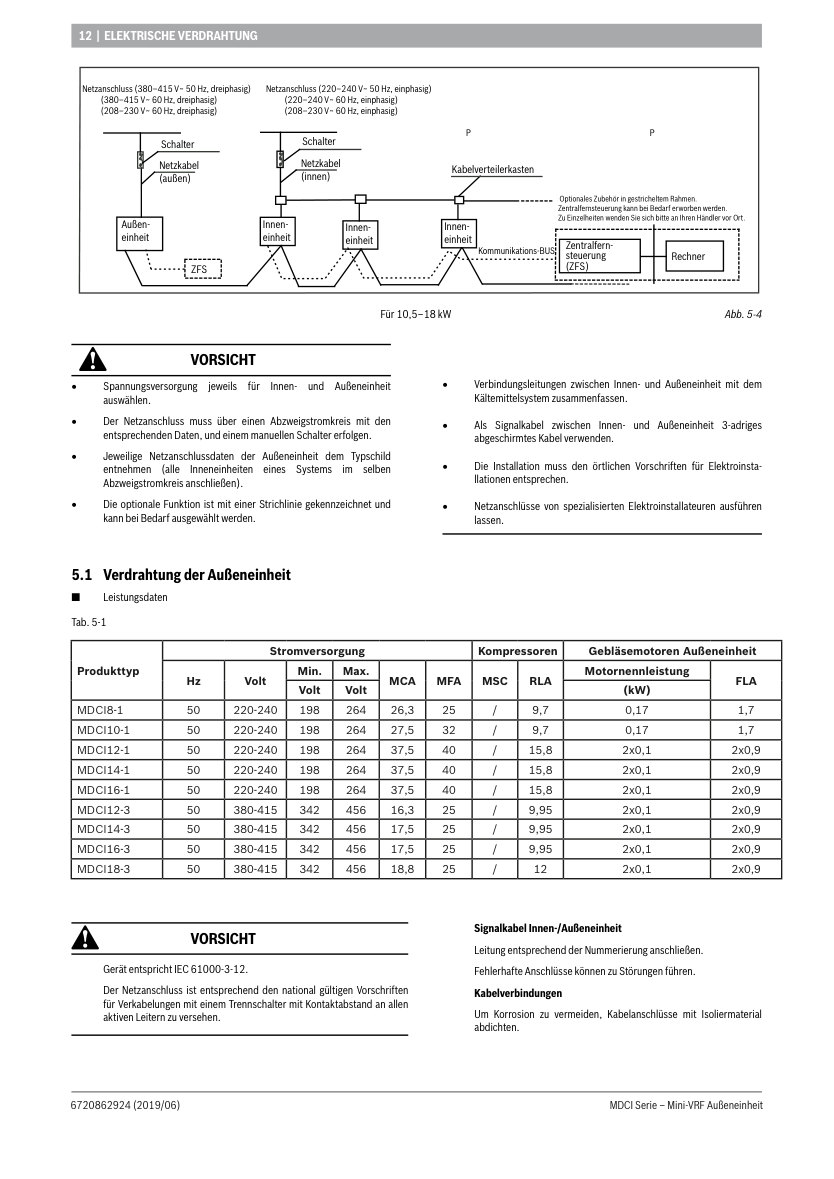 12 | ELEKTRISCHE VERDRAHTUNG
Netzanschluss (380–415 V~ 50 Hz, dreiphasig)
(380–415 V~ 60 Hz, dreiphasig)
(208–230 V~ 60 Hz, dreiphasig)
Netzanschluss (220–240 V~ 50 Hz, einphasig)
(220–240 V~ 60 Hz, einphasig)
(208–230 V~ 60 Hz, einphasig)
P
P
Schalter
Netzkabel
(außen)
Schalter
Netzkabel
(innen)
Kabelverteilerkasten
Optionales Zubehör in gestricheltem Rahmen.
Zentralfernsteuerung kann bei Bedarf erworben werden.
Zu Einzelheiten wenden Sie sich bitte an Ihren Händler vor Ort.
Außen-
einheit
Innen-
einheit
Innen-
einheit
Innen-
einheit
Kommunikations-BUS
Zentralfern-
steuerung
(ZFS)
Rechner
ZFS
Für 10,5–18 kW
Abb. 5-4
VORSICHT
• Spannungsversorgung jeweils für Innen- und Außeneinheit
auswählen.
• Der Netzanschluss muss über einen Abzweigstromkreis mit den
entsprechenden Daten, und einem manuellen Schalter erfolgen.
• Jeweilige Netzanschlussdaten der Außeneinheit dem Typschild
entnehmen (alle Inneneinheiten eines Systems im selben
Abzweigstromkreis anschließen).
• Die optionale Funktion ist mit einer Strichlinie gekennzeichnet und
kann bei Bedarf ausgewählt werden.
• Verbindungsleitungen zwischen Innen- und Außeneinheit mit dem
Kältemittelsystem zusammenfassen.
• Als Signalkabel zwischen Innen- und Außeneinheit 3-adriges
abgeschirmtes Kabel verwenden.
• Die Installation muss den örtlichen Vorschriften für Elektroinsta-
llationen entsprechen.
• Netzanschlüsse von spezialisierten Elektroinstallateuren ausführen
lassen.
5.1 Verdrahtung der Außeneinheit
■ Leistungsdaten
Tab. 5-1
Produkttyp Stromversorgung Kompressoren Gebläsemotoren Außeneinheit
Hz Volt Min. Max. MCA MFA MSC RLA Motornennleistung FLA
Volt Volt (kW)
MDCI8-1 50 220-240 198 264 26,3 25 / 9,7 0,17 1,7
MDCI10-1 50 220-240 198 264 27,5 32 / 9,7 0,17 1,7
MDCI12-1 50 220-240 198 264 37,5 40 / 15,8 2x0,1 2x0,9
MDCI14-1 50 220-240 198 264 37,5 40 / 15,8 2x0,1 2x0,9
MDCI16-1 50 220-240 198 264 37,5 40 / 15,8 2x0,1 2x0,9
MDCI12-3 50 380-415 342 456 16,3 25 / 9,95 2x0,1 2x0,9
MDCI14-3 50 380-415 342 456 17,5 25 / 9,95 2x0,1 2x0,9
MDCI16-3 50 380-415 342 456 17,5 25 / 9,95 2x0,1 2x0,9
MDCI18-3 50 380-415 342 456 18,8 25 / 12 2x0,1 2x0,9
VORSICHT
Gerät entspricht IEC 61000-3-12.
Der Netzanschluss ist entsprechend den national gültigen Vorschriften
für Verkabelungen mit einem Trennschalter mit Kontaktabstand an allen
aktiven Leitern zu versehen.
Signalkabel Innen-/Außeneinheit
Leitung entsprechend der Nummerierung anschließen.
Fehlerhafte Anschlüsse können zu Störungen führen.
Kabelverbindungen
Um Korrosion zu vermeiden, Kabelanschlüsse mit Isoliermaterial
abdichten.
6720862924 (2019/06)
MDCI Serie – Mini-VRF Außeneinheit